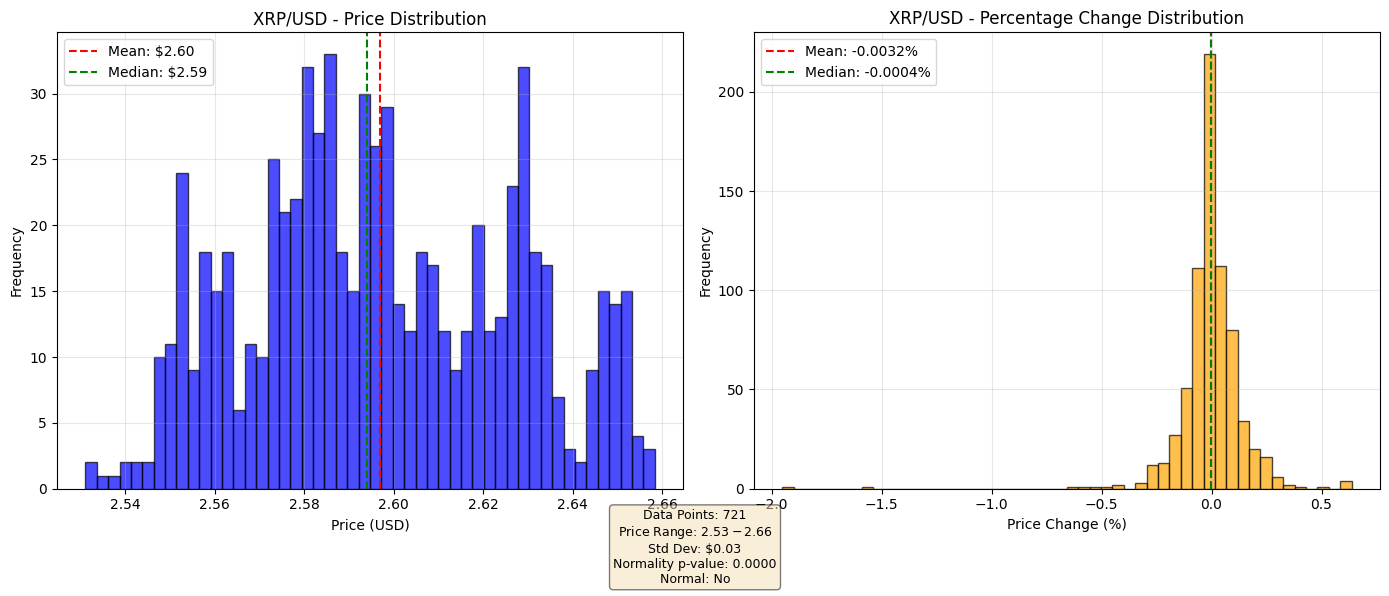 XRP/USD - Price Distribution
Mean: $2.60
Median: $2.59
Frequency
30
25
20
15
10
5
0
2.54
2.56
2.58
2.60
2.62
2.64
2.66
Price (USD)
XRP/USD - Percentage Change Distribution
Mean: -0.0032%
Median: -0.0004%
Frequency
200
150
100
50
0
−2.0
−1.5
−1.0
−0.5
0.0
0.5
Price Change (%)
Data Points: 721
Price Range: 2.53 − 2.66
Std Dev: $0.03
Normality p-value: 0.0000
Normal: No